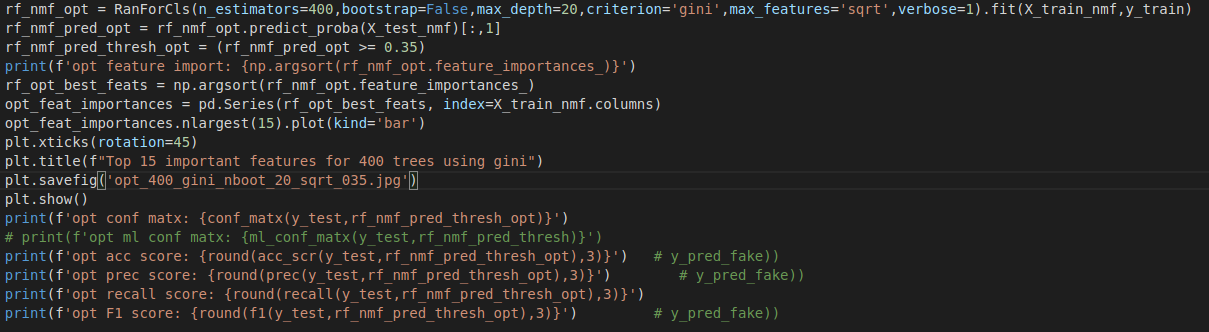 rf_nmf_opt = RanForCls(n_estimators=400,bootstrap=False,max_depth=20,criterion='gini',max_features='sqrt',verbose=1).fit(X_train_nmf,y_train)
rf_nmf_pred_opt = rf_nmf_opt.predict_proba(X_test_nmf)[:,1]
rf_nmf_pred_thresh_opt = (rf_nmf_pred_opt >= 0.35)
print(f'opt feature import: {np.argsort(rf_nmf_opt.feature_importances_)}')
rf_opt_best_feats = np.argsort(rf_nmf_opt.feature_importances_)
opt_feat_importances = pd.Series(rf_opt_best_feats, index=X_train_nmf.columns)
opt_feat_importances.nlargest(15).plot(kind='bar')
plt.xticks(rotation=45)
plt.title(f"Top 15 important features for 400 trees using gini")
plt.savefig('opt_400_gini_nboot_20_sqrt_035.jpg')
plt.show()
print(f'opt conf matx: {conf_matx(y_test,rf_nmf_pred_thresh_opt)}')
# print(f'opt ml conf matx: {ml_conf_matx(y_test,rf_nmf_pred_thresh)}')
print(f'opt acc score: {round(acc_scr(y_test,rf_nmf_pred_thresh_opt),3)}')   # y_pred_fake))
print(f'opt prec score: {round(prec(y_test,rf_nmf_pred_thresh_opt),3)}')        # y_pred_fake))
print(f'opt recall score: {round(recall(y_test,rf_nmf_pred_thresh_opt),3)}')
print(f'opt F1 score: {round(f1(y_test,rf_nmf_pred_thresh_opt),3)}')         # y_pred_fake))